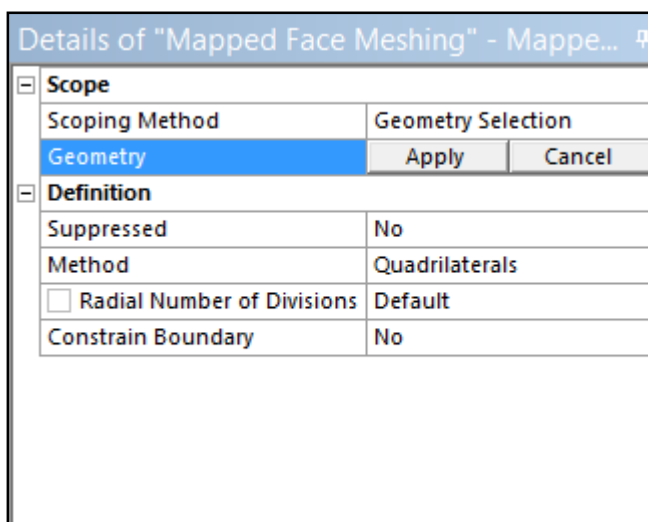 Details of "Mapped Face Meshing" - Mappe...
Scope
Scoping Method Geometry Selection
Geometry Apply Cancel
Definition
Suppressed No
Method Quadrilaterals
Radial Number of Divisions Default
Constrain Boundary No